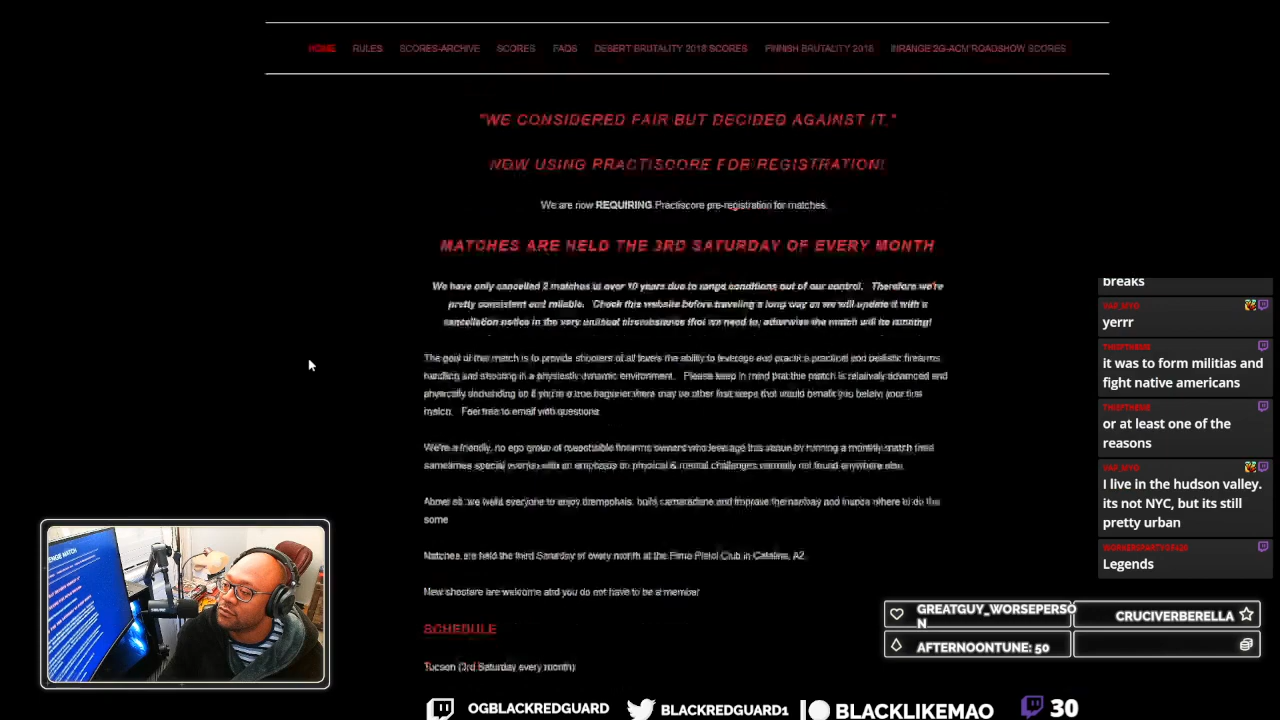 HOME RULES SCORES-ARCHIVE SCORES FAQS DESERT BRUTALITY 2018 SCORES FINNISH BRUTALITY 2018 INRANGE 2G-ACM ROADSHOW SCORES
"WE CONSIDERED FAIR BUT DECIDED AGAINST IT."
NOW USING PRACTISCORE FOR REGISTRATION!
We are now REQUIRING Practiscore pre-registration for matches.
MATCHES ARE HELD THE 3RD SATURDAY OF EVERY MONTH
We have only cancelled 2 matches in over 10 years due to range conditions out of our control. Therefore we're
pretty consistent and reliable. Check this website before traveling a long way as we will update it with a
cancellation notice in the very unusual circumstance that we need to, otherwise the match will be running!
The goal of this match is to provide shooters of all levels the ability to leverage and practice practical and realistic firearms
handling and shooting in a physically dynamic environment. Please keep in mind that this match is relatively advanced and
physically demanding so if you're a true beginner there may be other first steps that would benefit you before your first
match. Feel free to email with questions
We're a friendly, no ego group of responsible firearms owners who leverage this venue by running a monthly match (and
sometimes special events) with an emphasis on physical & mental challenges normally not found anywhere else.
Above all, we want everyone to enjoy themselves, build camaraderie and improve the and others to do the
same
Matches are held the third Saturday of every month at the Pima Pistol Club in Catalina, AZ.
New shooters are welcome and you do not have to be a member
SCHEDULE
Tucson (3rd Saturday every month)
breaks
VAP_NYO
yerrr
THIEFTHEUS
it was to form militias and
fight native americans
THIEFTHEUS
or at least one of the
reasons
VAP_NYO
I live in the hudson valley.
its not NYC, but its still
pretty urban
WORKERSPARTYOF420
Legends
GREATGUY_WORSEPERSO
N
CRUCIVERBERELLA
AFTERNOONTUNE: 50
OGBLACKREDGUARD BLACKREDGUARD1 BLACKLIKEMAO 30